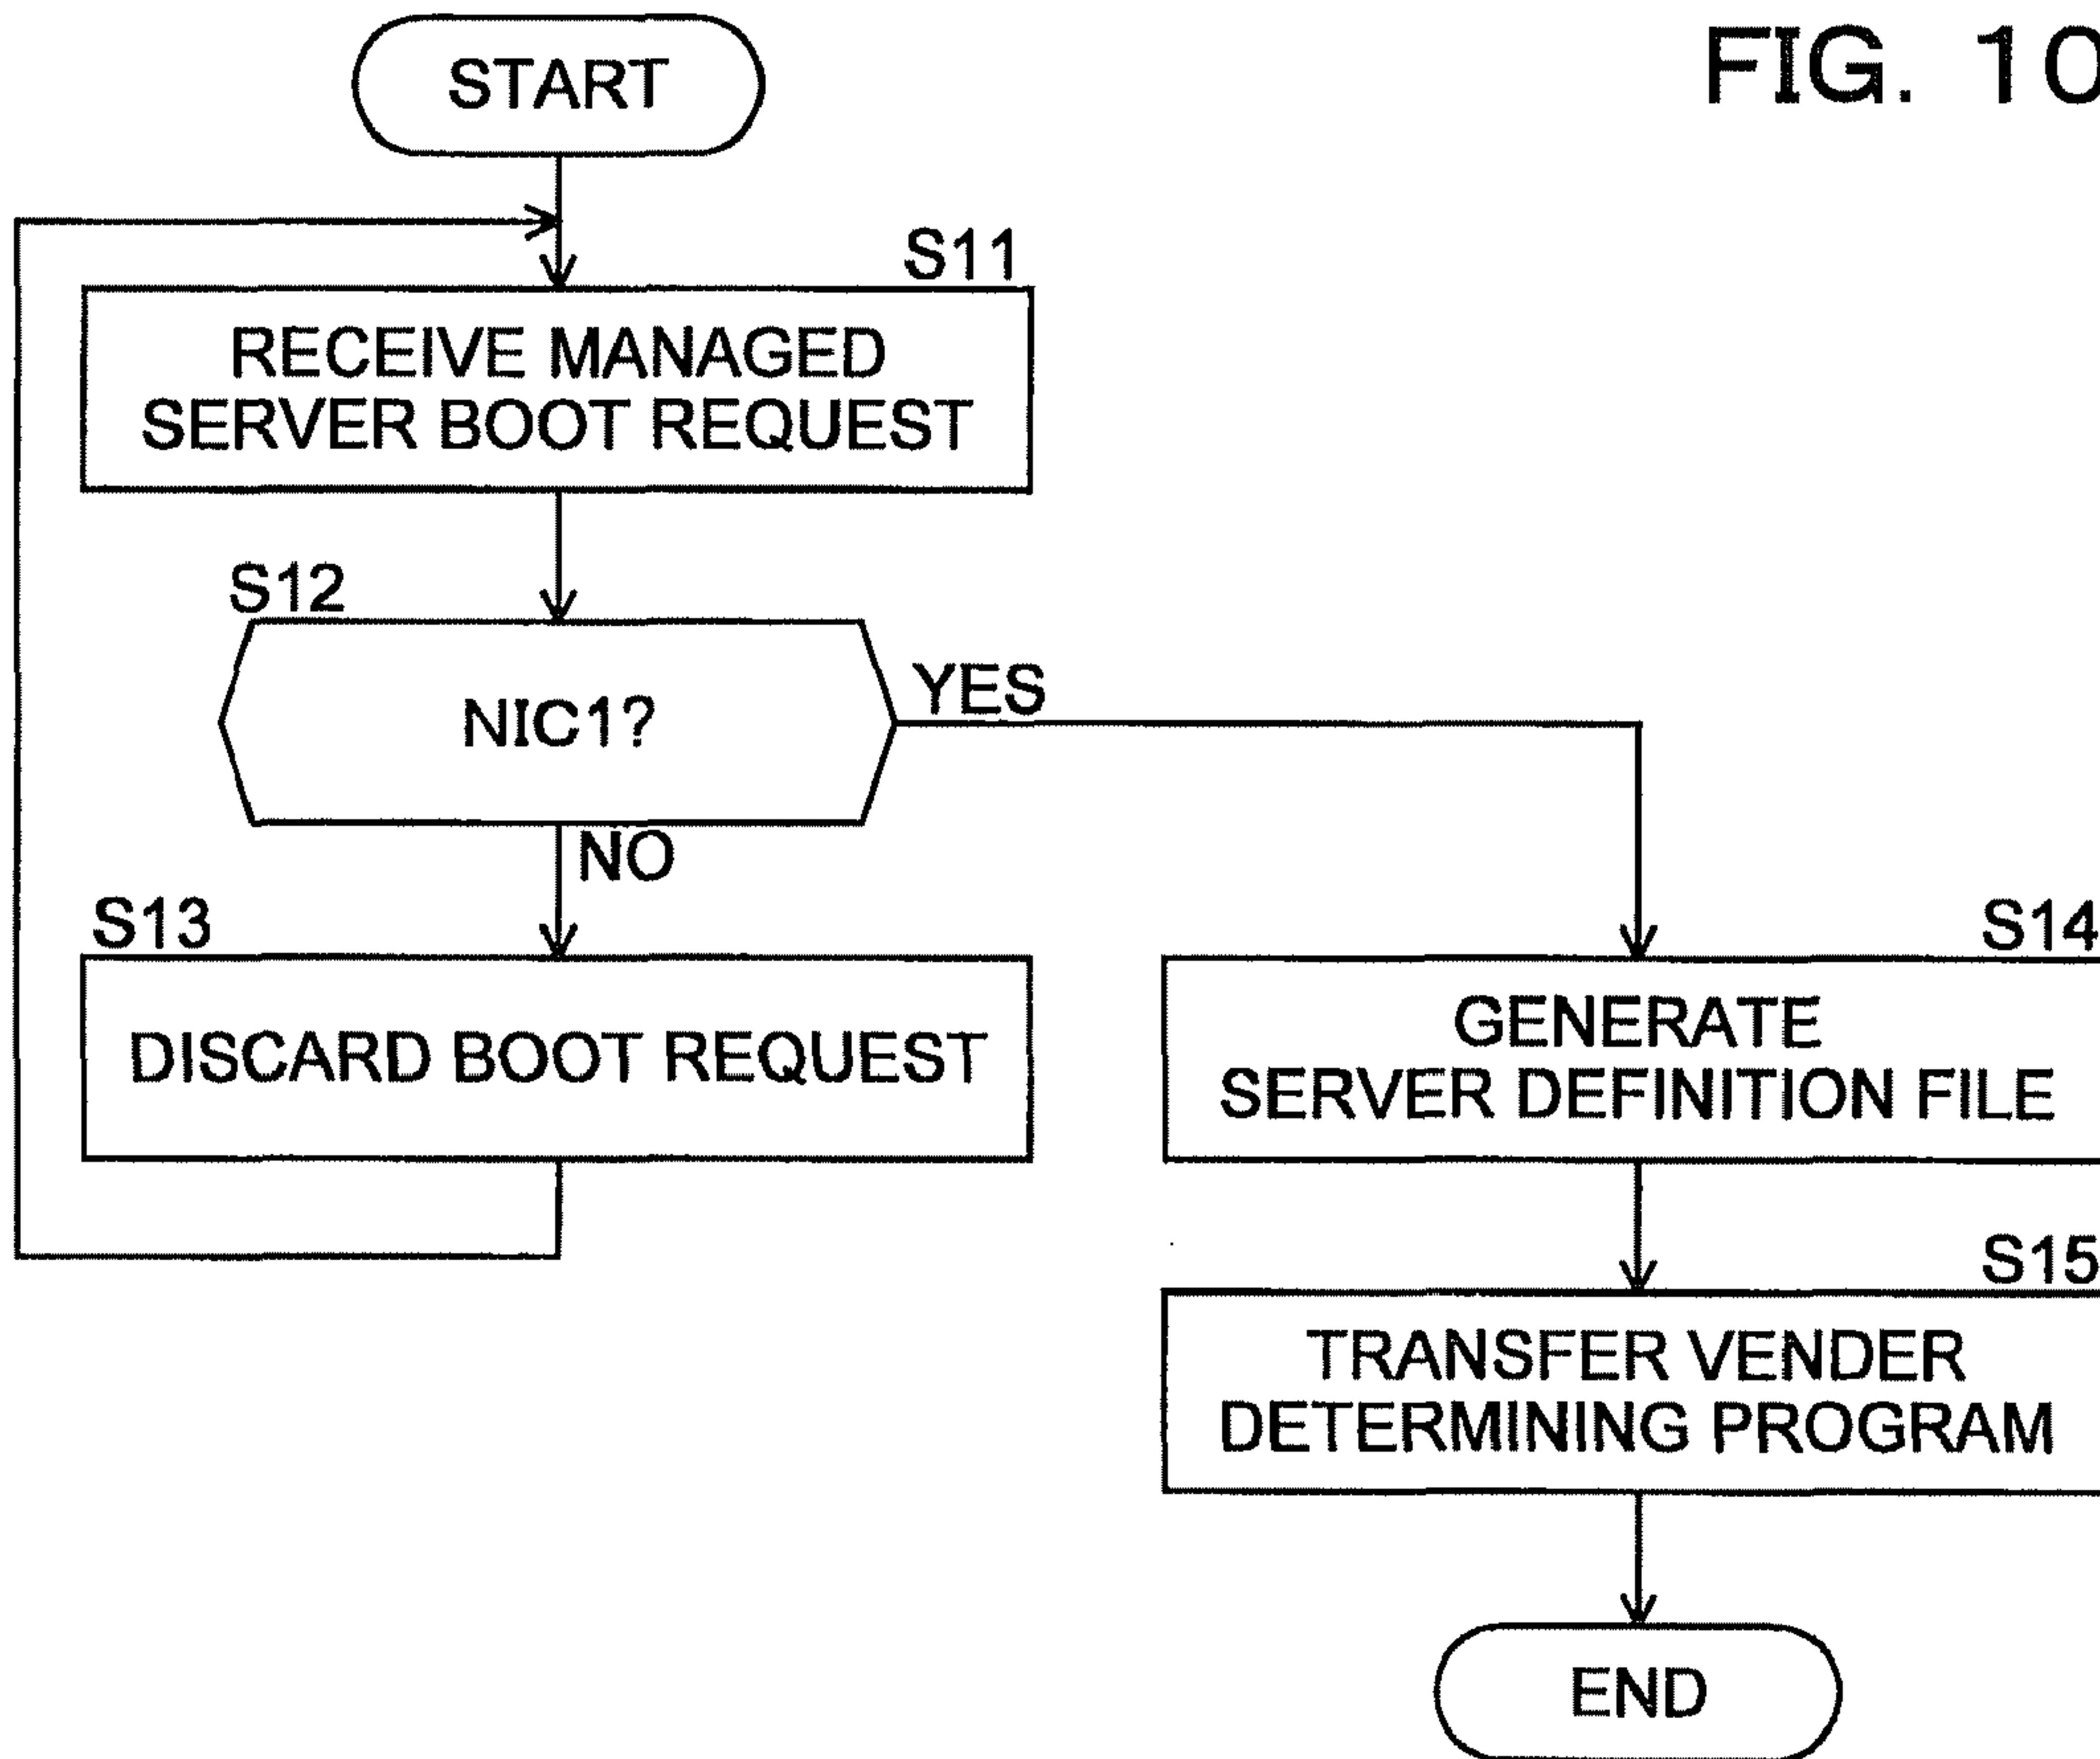 FIG. 10
START
S11
RECEIVE MANAGED
SERVER BOOT REQUEST
S12
NIC1?
YES
NO
S13
DISCARD BOOT REQUEST
S14
GENERATE
SERVER DEFINITION FILE
S15
TRANSFER VENDER
DETERMINING PROGRAM
END